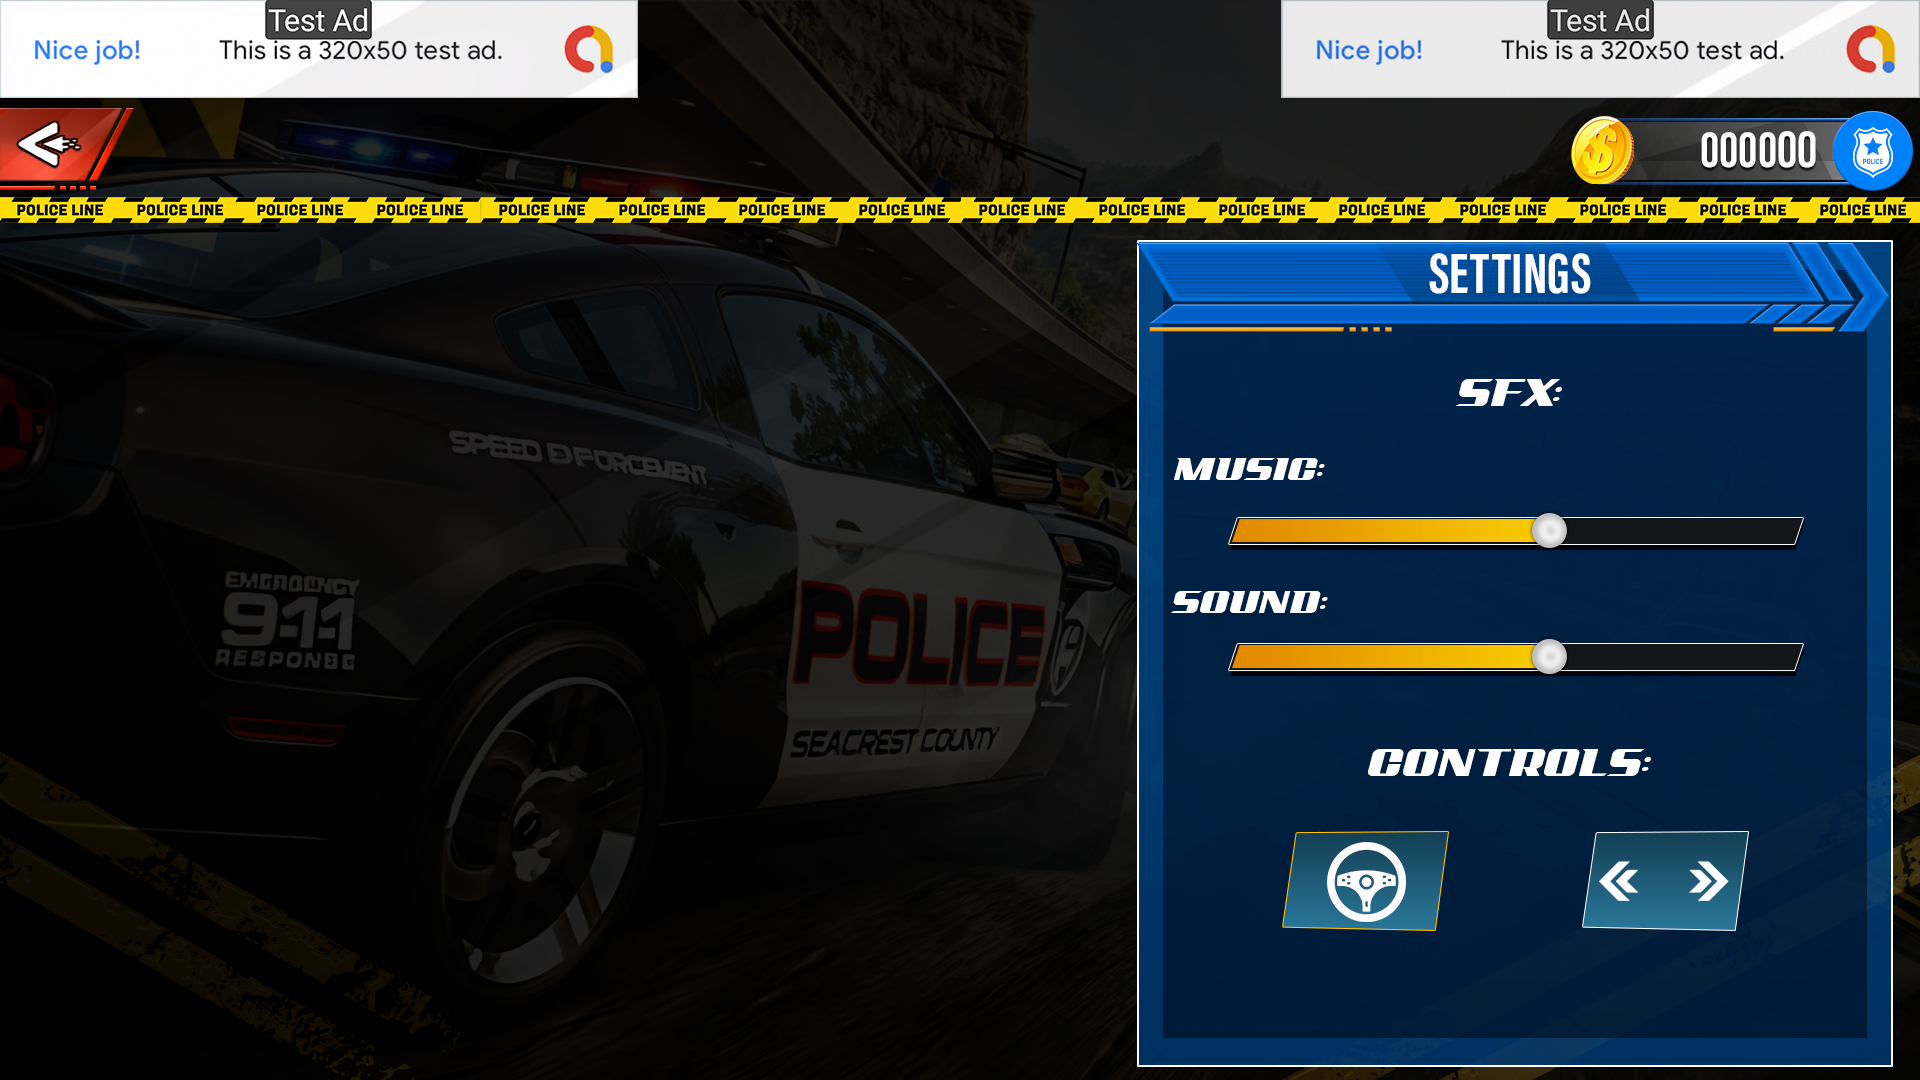 Test Ad
Nice job!
This is a 320x50 test ad.
Test Ad
Nice job!
This is a 320x50 test ad.
000000
POLICE
POLICE LINE POLICE LINE POLICE LINE POLICE LINE POLICE LINE POLICE LINE POLICE LINE POLICE LINE POLICE LINE POLICE LINE POLICE LINE POLICE LINE POLICE LINE POLICE LINE POLICE LINE POLICE LINE
SETTINGS
SFX:
MUSIC:
SOUND:
CONTROLS:
SPEED
EMERGENCY
911
RESPONSE
POLICE
SEACREST COUNTY